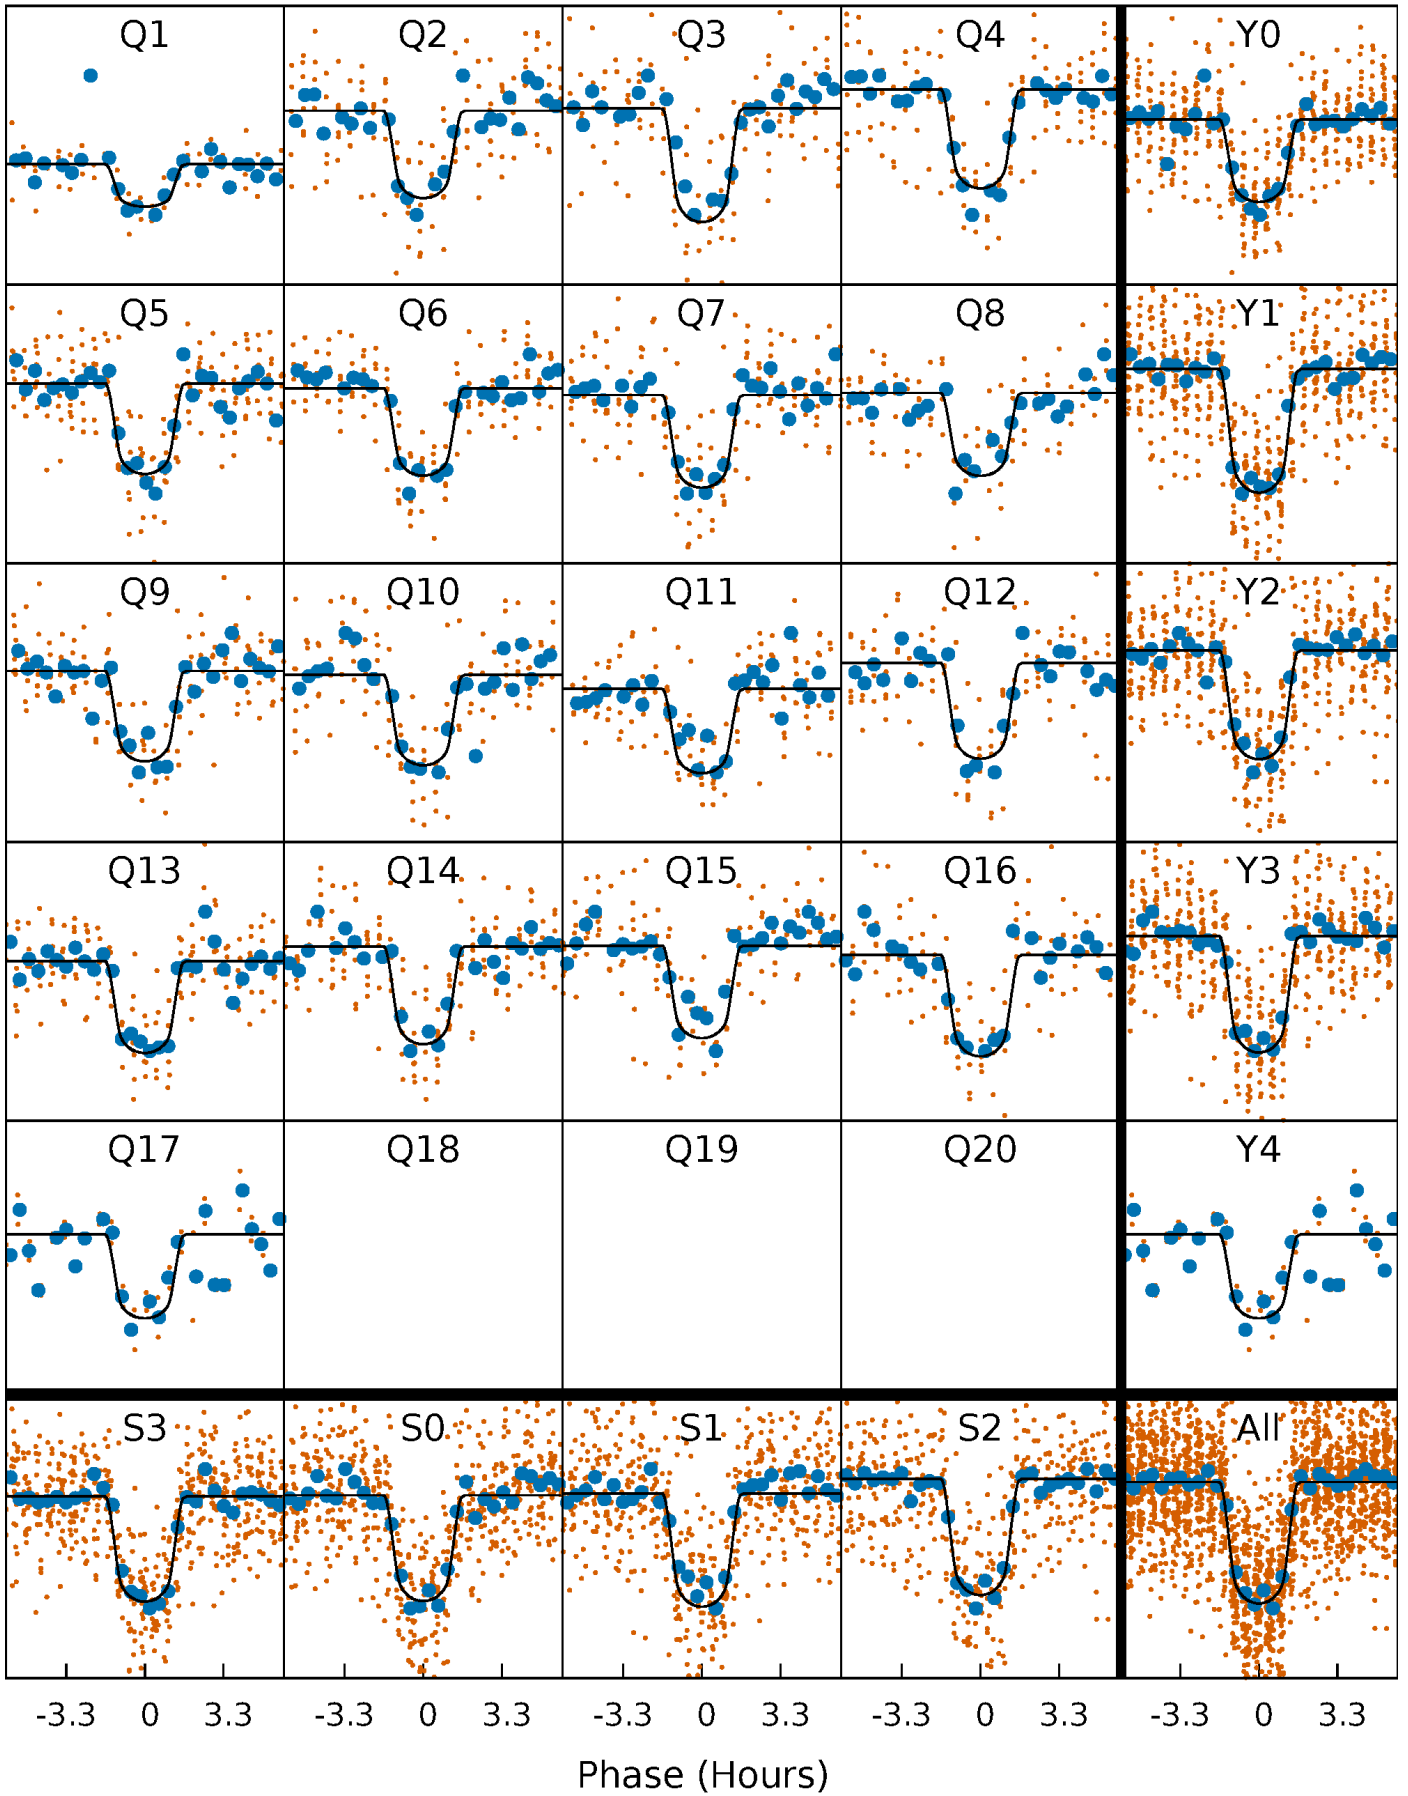 Q1 Q2 Q3 Q4 Y0
Q5 Q6 Q7 Q8 Y1
Q9 Q10 Q11 Q12 Y2
Q13 Q14 Q15 Q16 Y3
Q17 Q18 Q19 Q20 Y4
S3 S0 S1 S2 All
-3.3 0 3.3 -3.3 0 3.3 -3.3 0 3.3 -3.3 0 3.3 -3.3 0 3.3
Phase (Hours)